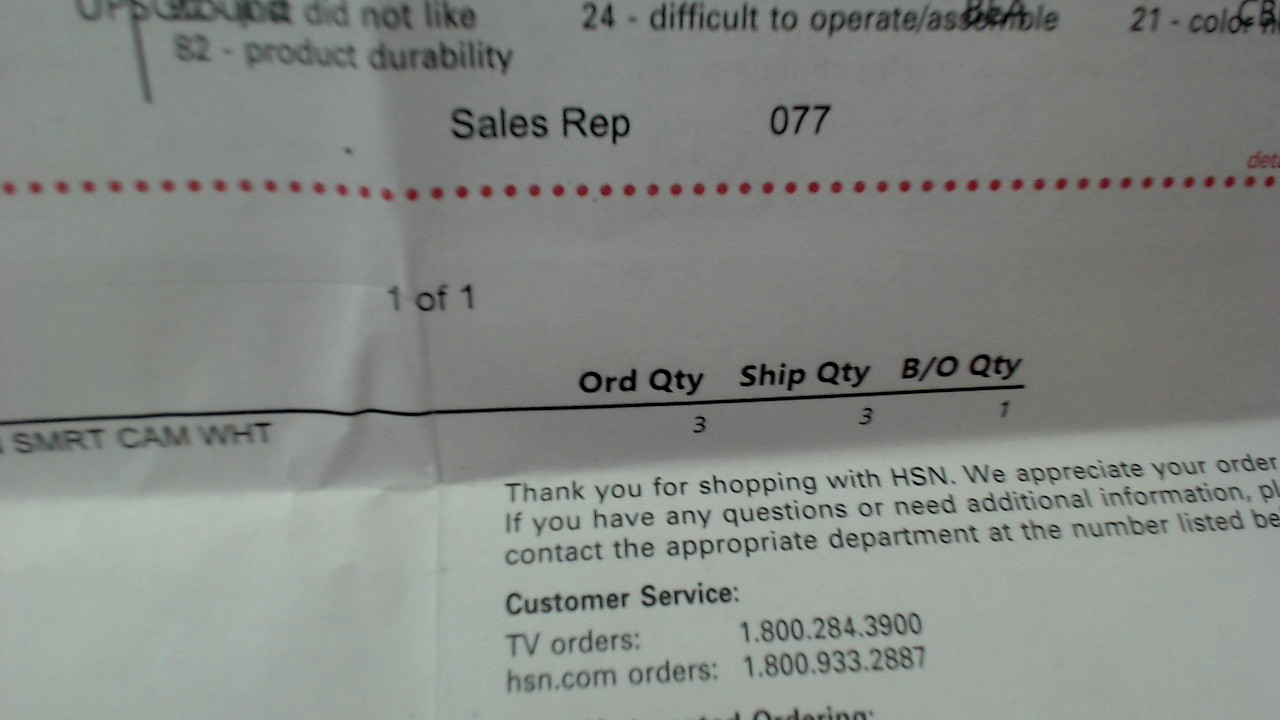 did not like 24 - difficult to operate/assemble 21 -
82 - product durability
Sales Rep 077
1 of 1
Ord Qty Ship Qty B/O Qty
3 3 1
SMRT CAM WHT
Thank you for shopping with HSN. We appreciate your order
If you have any questions or need additional information,
contact the appropriate department at the number listed
Customer Service:
TV orders: 1.800.284.3900
hsn.com orders: 1.800.933.2887
Ordering: